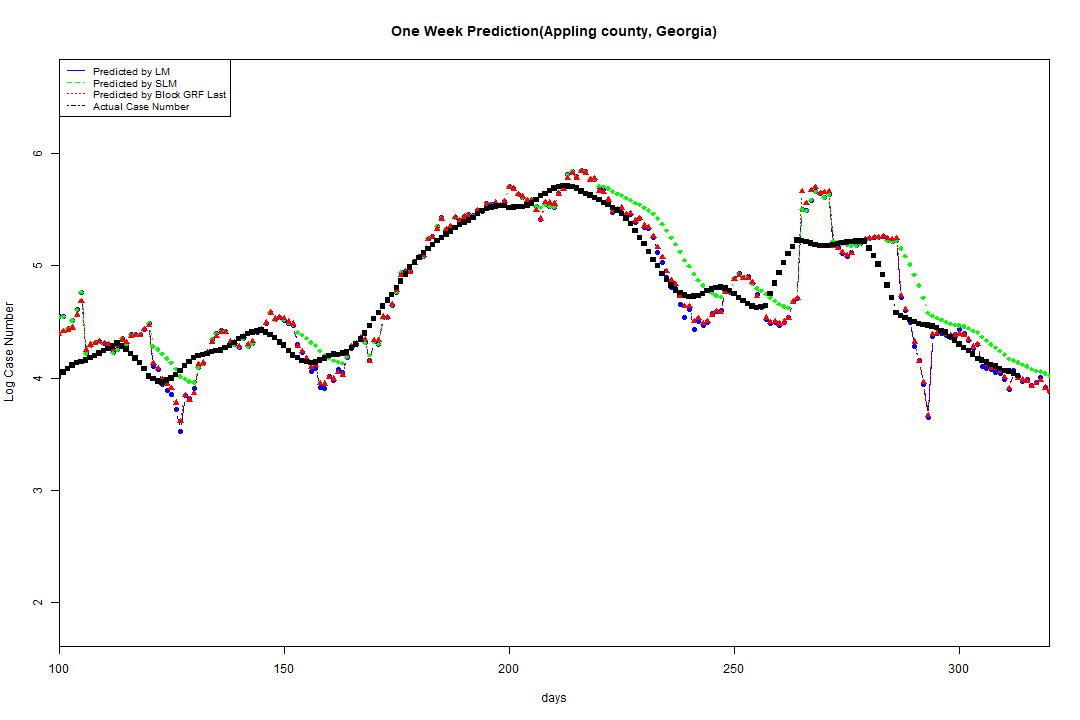 One Week Prediction(Appling county, Georgia)
Predicted by LM
Predicted by SLM
Predicted by Block GRF Last
Actual Case Number
6
5
4
3
2
Log Case Number
100 150 200 250 300
days